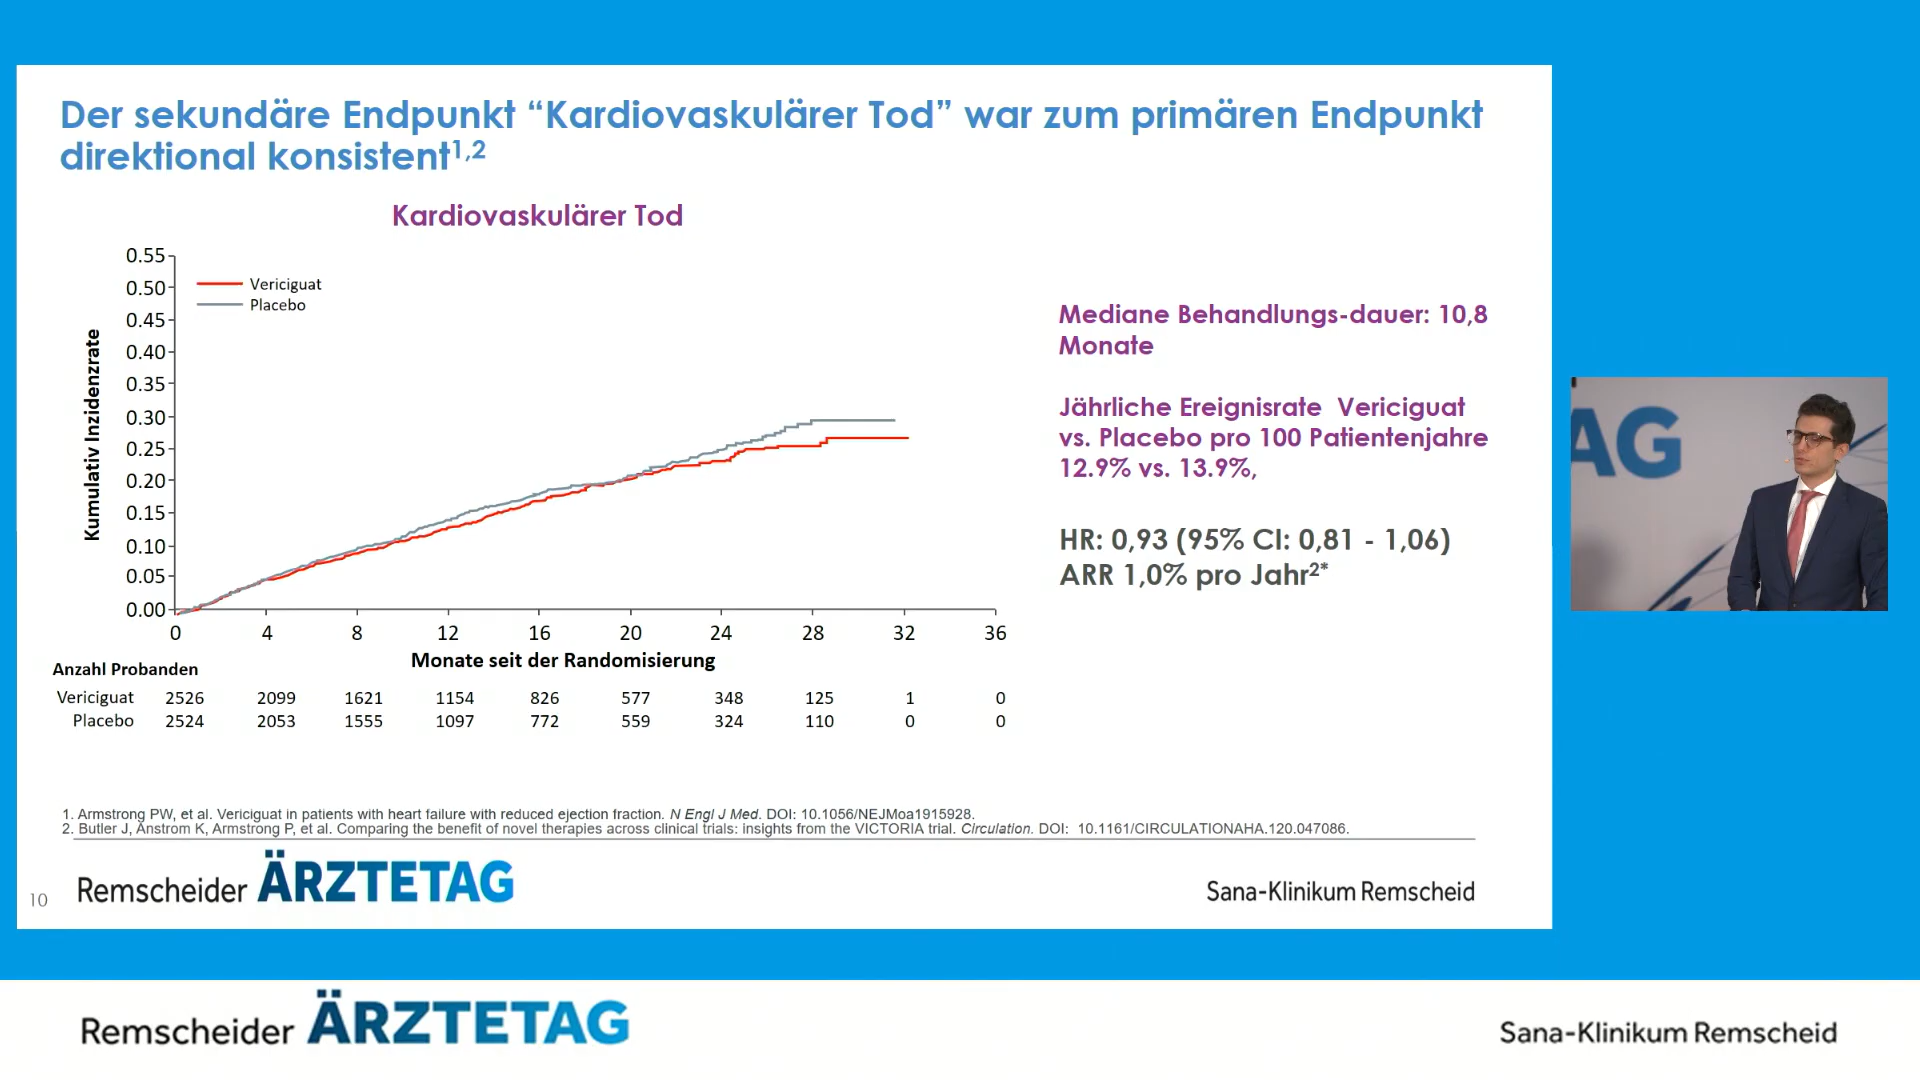 Der sekundäre Endpunkt “Kardiovaskulärer Tod” war zum primären Endpunkt
direktional konsistent1,2
Kardiovaskulärer Tod
0.55
0.50
0.45
0.40
0.35
0.30
0.25
0.20
0.15
0.10
0.05
0.00
Kumulativ Inzidenzrate
Vericiguat
Placebo
0 4 8 12 16 20 24 28 32 36
Monate seit der Randomisierung
Anzahl Probanden
Vericiguat 2526 2099 1621 1154 826 577 348 125 1 0
Placebo 2524 2053 1555 1097 772 559 324 110 0 0
Mediane Behandlungs-dauer: 10,8
Monate
Jährliche Ereignisrate Vericiguat
vs. Placebo pro 100 Patientenjahre
12.9% vs. 13.9%,
HR: 0,93 (95% CI: 0,81 - 1,06)
ARR 1,0% pro Jahr2*
1. Armstrong PW, et al. Vericiguat in patients with heart failure with reduced ejection fraction. N Engl J Med. DOI: 10.1056/NEJMoa1915928.
2. Butler J, Anstrom K, Armstrong P, et al. Comparing the benefit of novel therapies across clinical trials: insights from the VICTORIA trial. Circulation. DOI: 10.1161/CIRCULATIONAHA.120.047086.
10
Remscheider ÄRZTETAG
Sana-Klinikum Remscheid
TAG
Remscheider ÄRZTETAG
Sana-Klinikum Remscheid